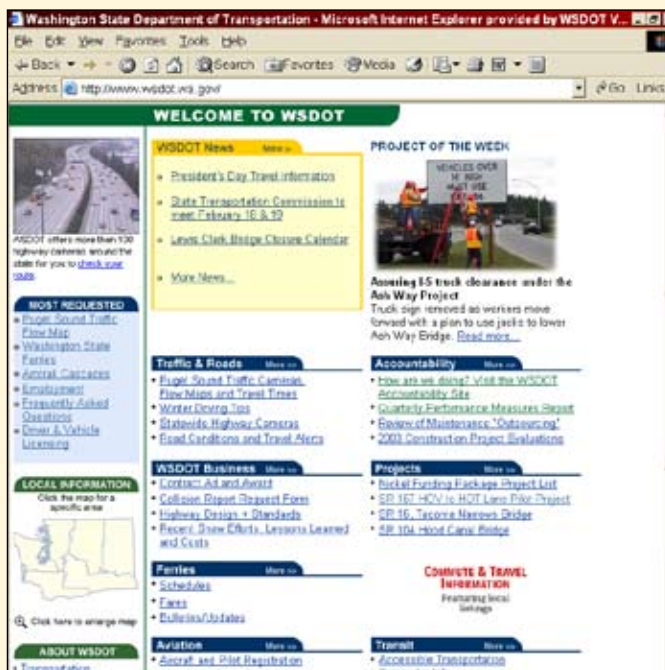 Washington State Department of Transportation - Microsoft Internet Explorer provided by WSDOT V...
File Edit View Favorites Tools Help
Back Search Favorites Media
Address http://www.wsdot.wa.gov/ Go Links
WELCOME TO WSDOT
WSDOT offers more than 100
highway cameras around the
state for you to check your
route.
MOST REQUESTED
Puget Sound Traffic
Flow Map
Washington State
Ferries
Aircraft Cascades
Employment
Frequently Asked
Questions
Driver & Vehicle
Licensing
LOCAL INFORMATION
Click the map for a
specific area
Click here to enlarge map
ABOUT WSDOT
Transportation
WSDOT News More »
President's Day Travel Information
State Transportation Commission to
meet February 18 & 19
Lewis Clark Bridge Closure Calendar
More News...
PROJECT OF THE WEEK
VEHICLES OVER
HIGH
MUST USE
Assuring I-5 truck clearance under the
Ash Way Project
Truck sign removed as workers move
forward with a plan to use jacks to lower
Ash Way Bridge. Read more...
Traffic & Roads More >>
Puget Sound Traffic Cameras,
Flow Maps and Travel Times
Winter Driving Tips
Statewide Highway Cameras
Road Conditions and Travel Alerts
Accountability More >>
How are we doing? Visit the WSDOT
Accountability Site
Quarterly Performance Measures Report
Review of Maintenance "Outsourcing"
2003 Construction Project Evaluations
WSDOT Business More >>
Contract Ad and Award
Collision Report Request Form
Highway Design + Standards
Recent Snow Efforts, Lessons Learned
and Costs
Projects More >>
Nickel Funding Package Project List
SR 167 HOV to HOT Lane Pilot Project
SR 16, Tacoma Narrows Bridge
SR 104 Hood Canal Bridge
Ferries More >>
Schedules
Fares
Bulletins/Updates
COMMUTE & TRAVEL
INFORMATION
Featuring local
listings
Aviation More >>
Aircraft and Pilot Registration
Transit More >>
Accessible Transportation